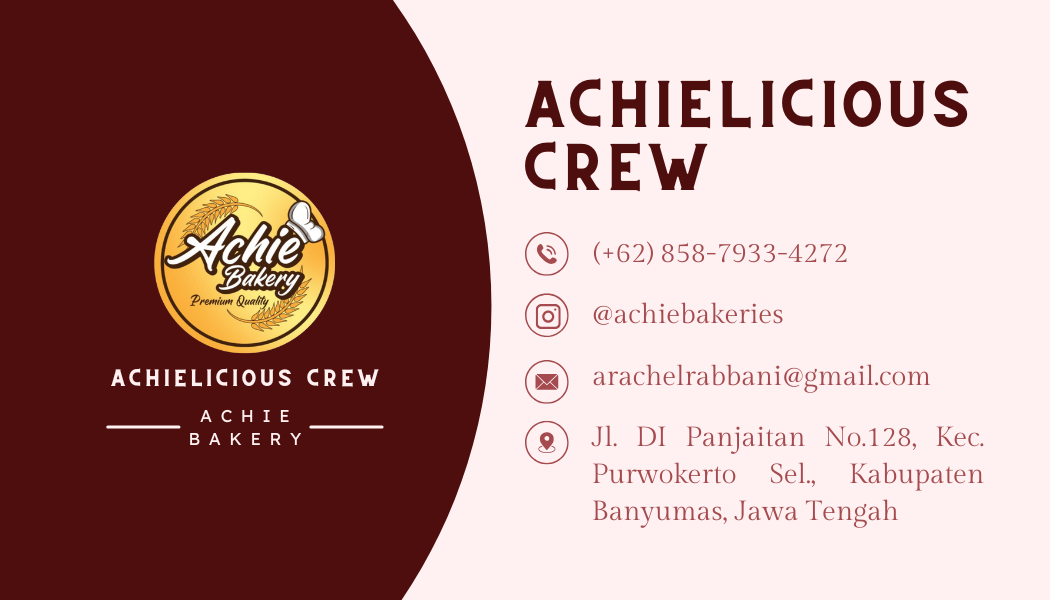 Achie
Bakery
Premium Quality
ACHIELICIOUS CREW
ACHIE
BAKERY
ACHIELICIOUS
CREW
(+62) 858-7933-4272
@achiebakeries
arachelrabbani@gmail.com
Jl. DI Panjaitan No.128, Kec.
Purwokerto Sel., Kabupaten
Banyumas, Jawa Tengah